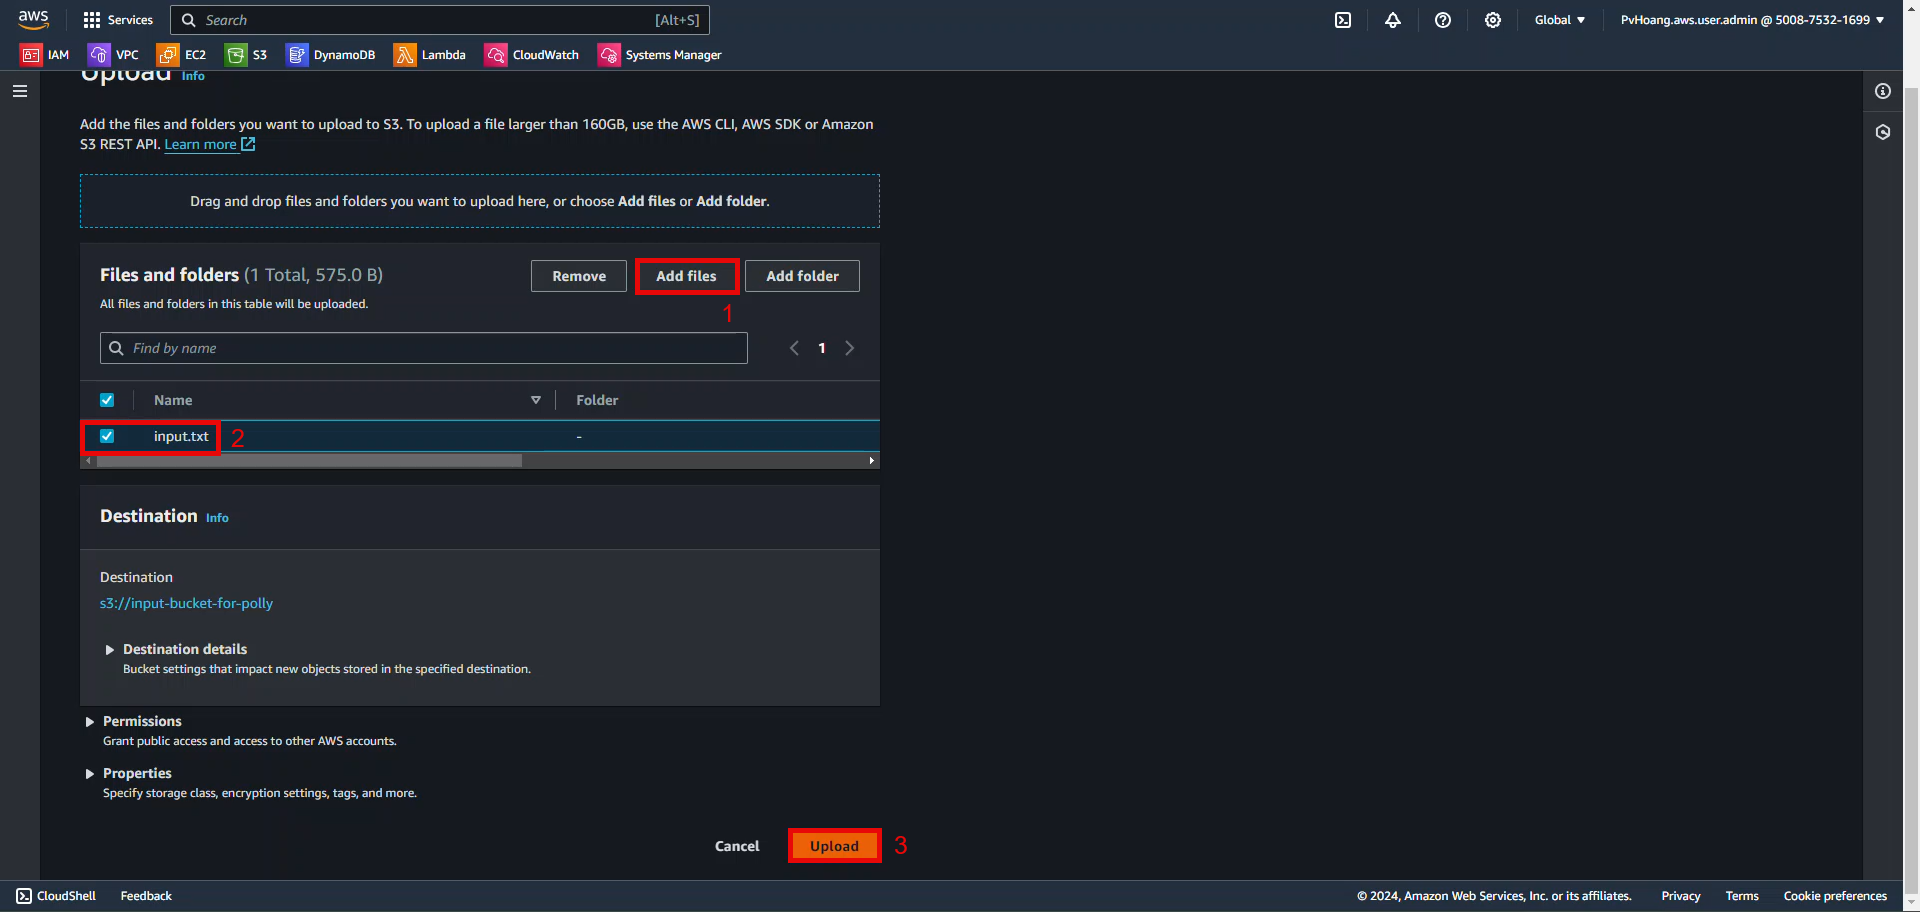 aws
Services
Search
[Alt+S]
Global
PvHoang.aws.user.admin @ 5008-7532-1699
IAM
VPC
EC2
S3
DynamoDB
Lambda
CloudWatch
Systems Manager
Upload Info
Add the files and folders you want to upload to S3. To upload a file larger than 160GB, use the AWS CLI, AWS SDK or Amazon
S3 REST API. Learn more
Drag and drop files and folders you want to upload here, or choose Add files or Add folder.
Files and folders (1 Total, 575.0 B)
Remove
Add files
Add folder
All files and folders in this table will be uploaded.
1
Find by name
1
Name
Folder
input.txt
2
-
Destination Info
Destination
s3://input-bucket-for-polly
Destination details
Bucket settings that impact new objects stored in the specified destination.
Permissions
Grant public access and access to other AWS accounts.
Properties
Specify storage class, encryption settings, tags, and more.
Cancel
Upload
3
CloudShell
Feedback
© 2024, Amazon Web Services, Inc. or its affiliates.
Privacy
Terms
Cookie preferences